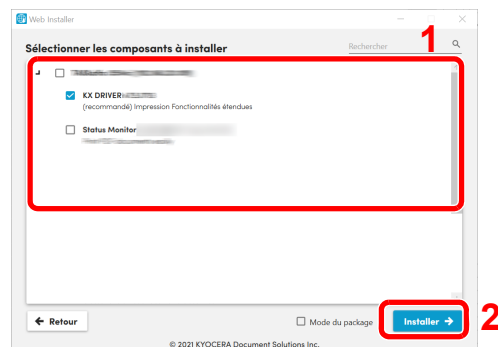 Web Installer
1
Sélectionner les composants à installer
Rechercher
KX DRIVER
(recommandé) Impression Fonctionnalités étendues
Status Monitor
Retour
Mode du package
Installer
2
© 2021 KYOCERA Document Solutions Inc.